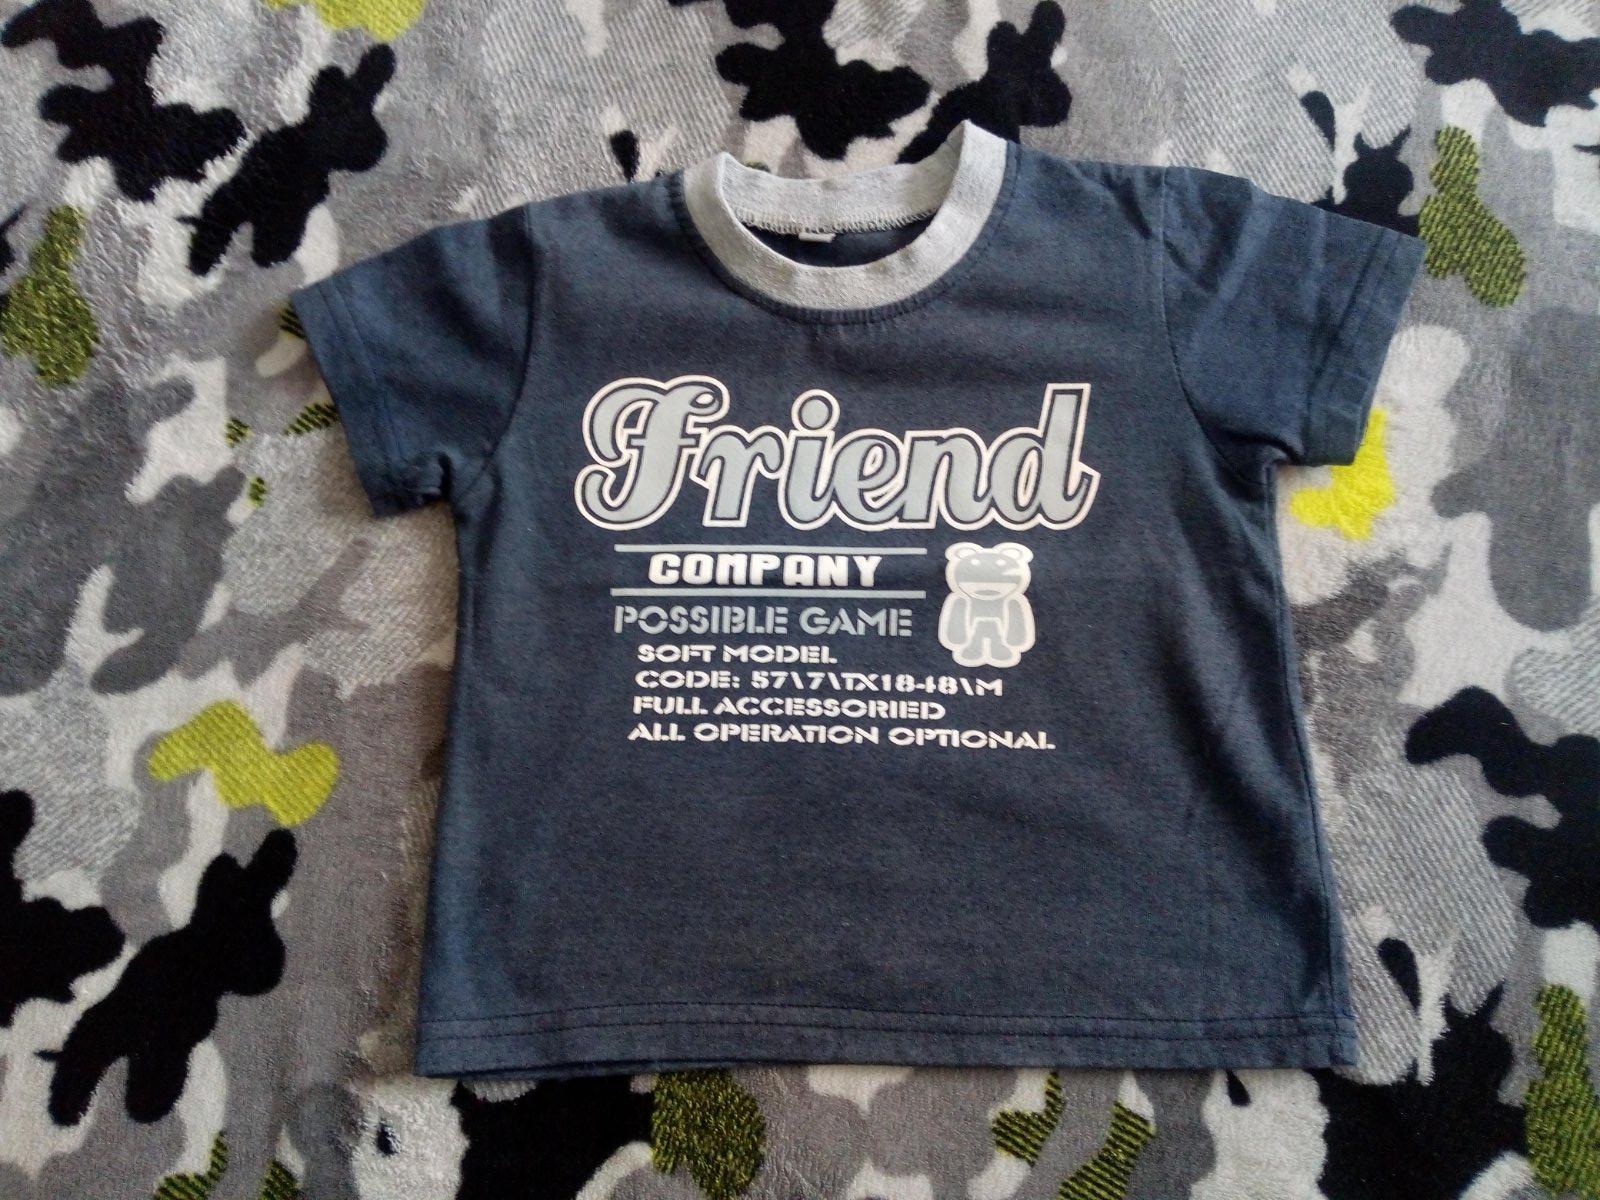 Friend
COMPANY
POSSIBLE GAME
SOFT MODEL
CODE: 57\7\TX18-48\M
FULL ACCESSORIED
ALL OPERATION OPTIONAL